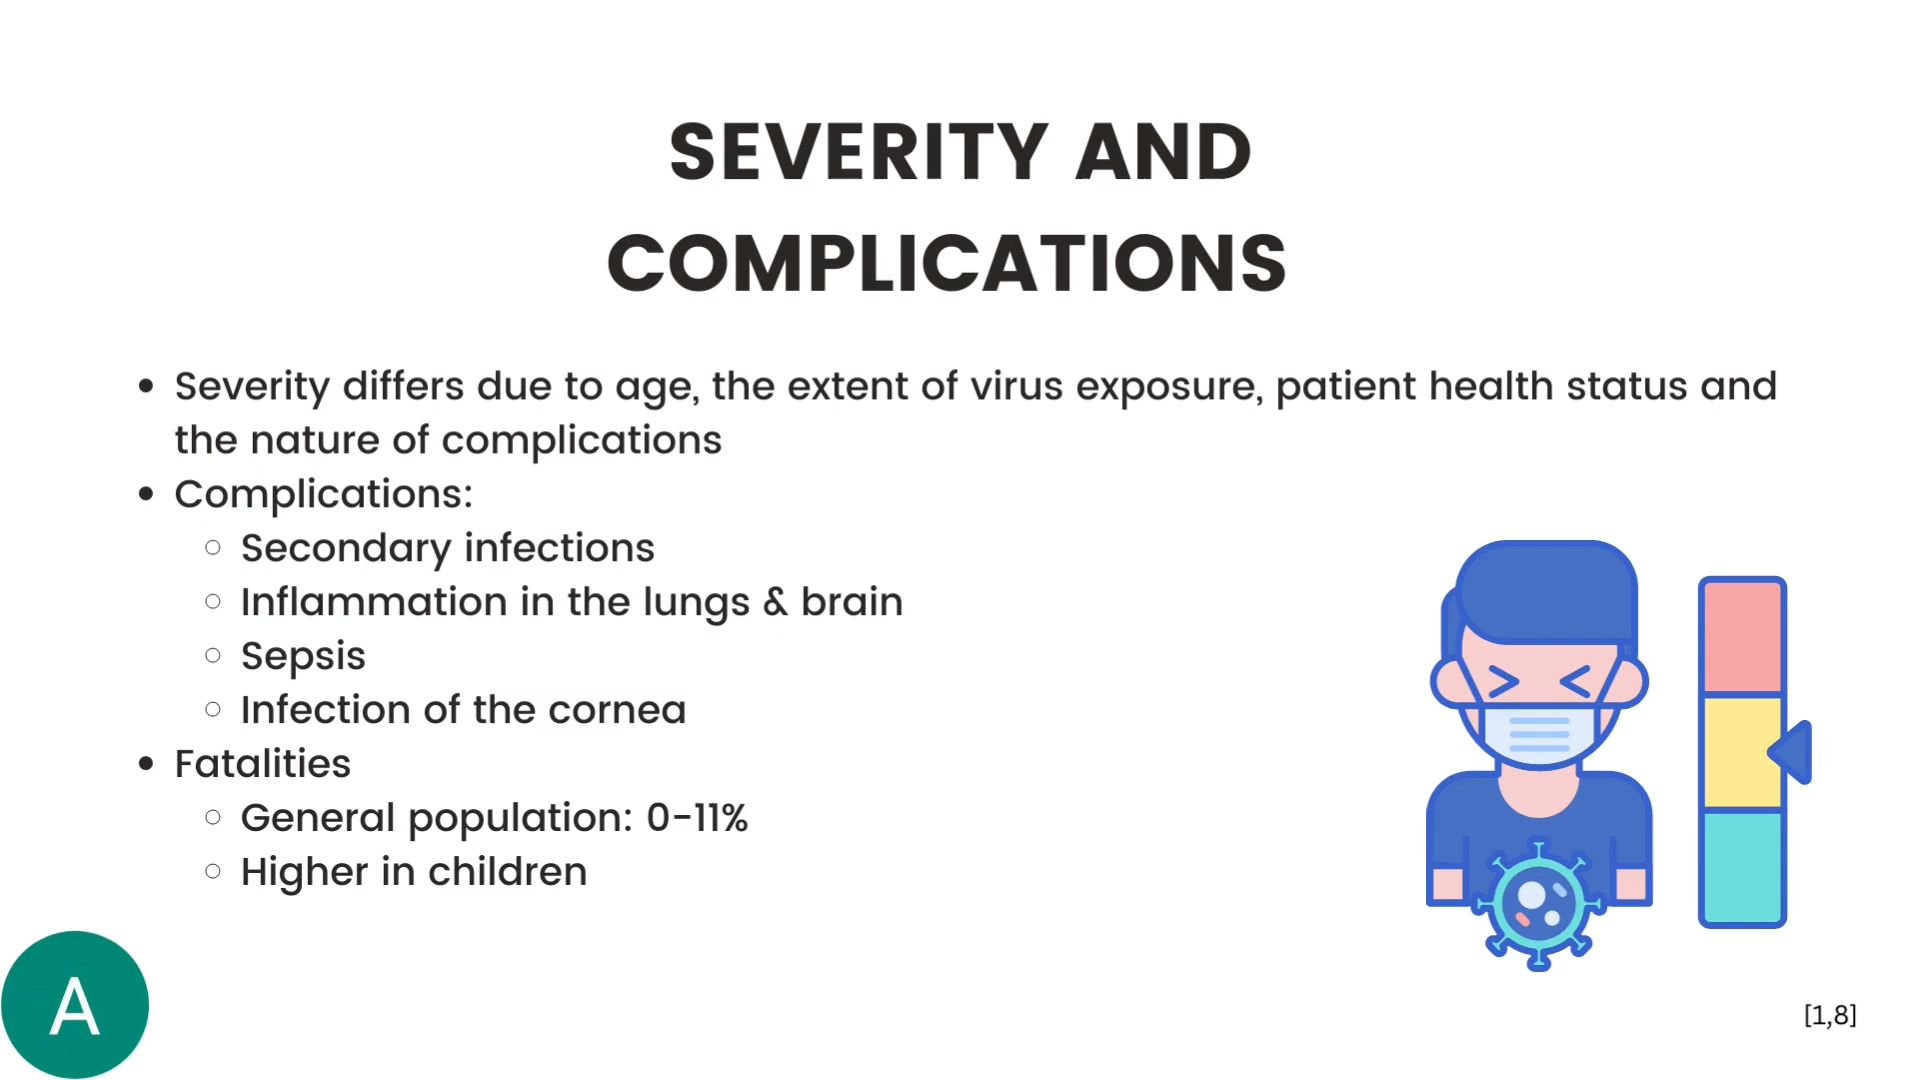 SEVERITY AND
COMPLICATIONS
• Severity differs due to age, the extent of virus exposure, patient health status and
the nature of complications
• Complications:
○ Secondary infections
○ Inflammation in the lungs & brain
○ Sepsis
○ Infection of the cornea
• Fatalities
○ General population: 0-11%
○ Higher in children
A
[1,8]